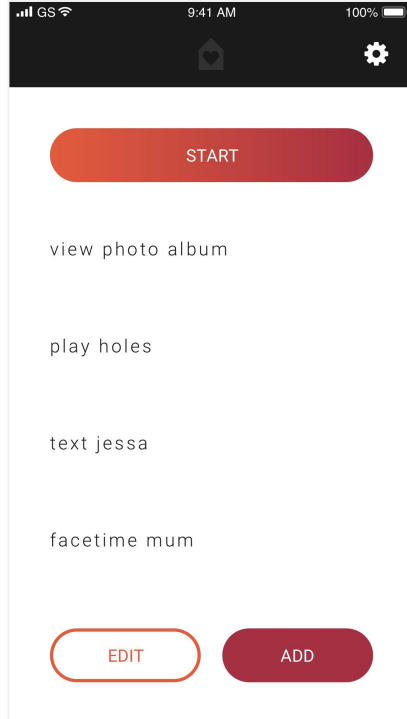 GS 9:41 AM 100%
START
view photo album
play holes
text jessa
facetime mum
EDIT ADD